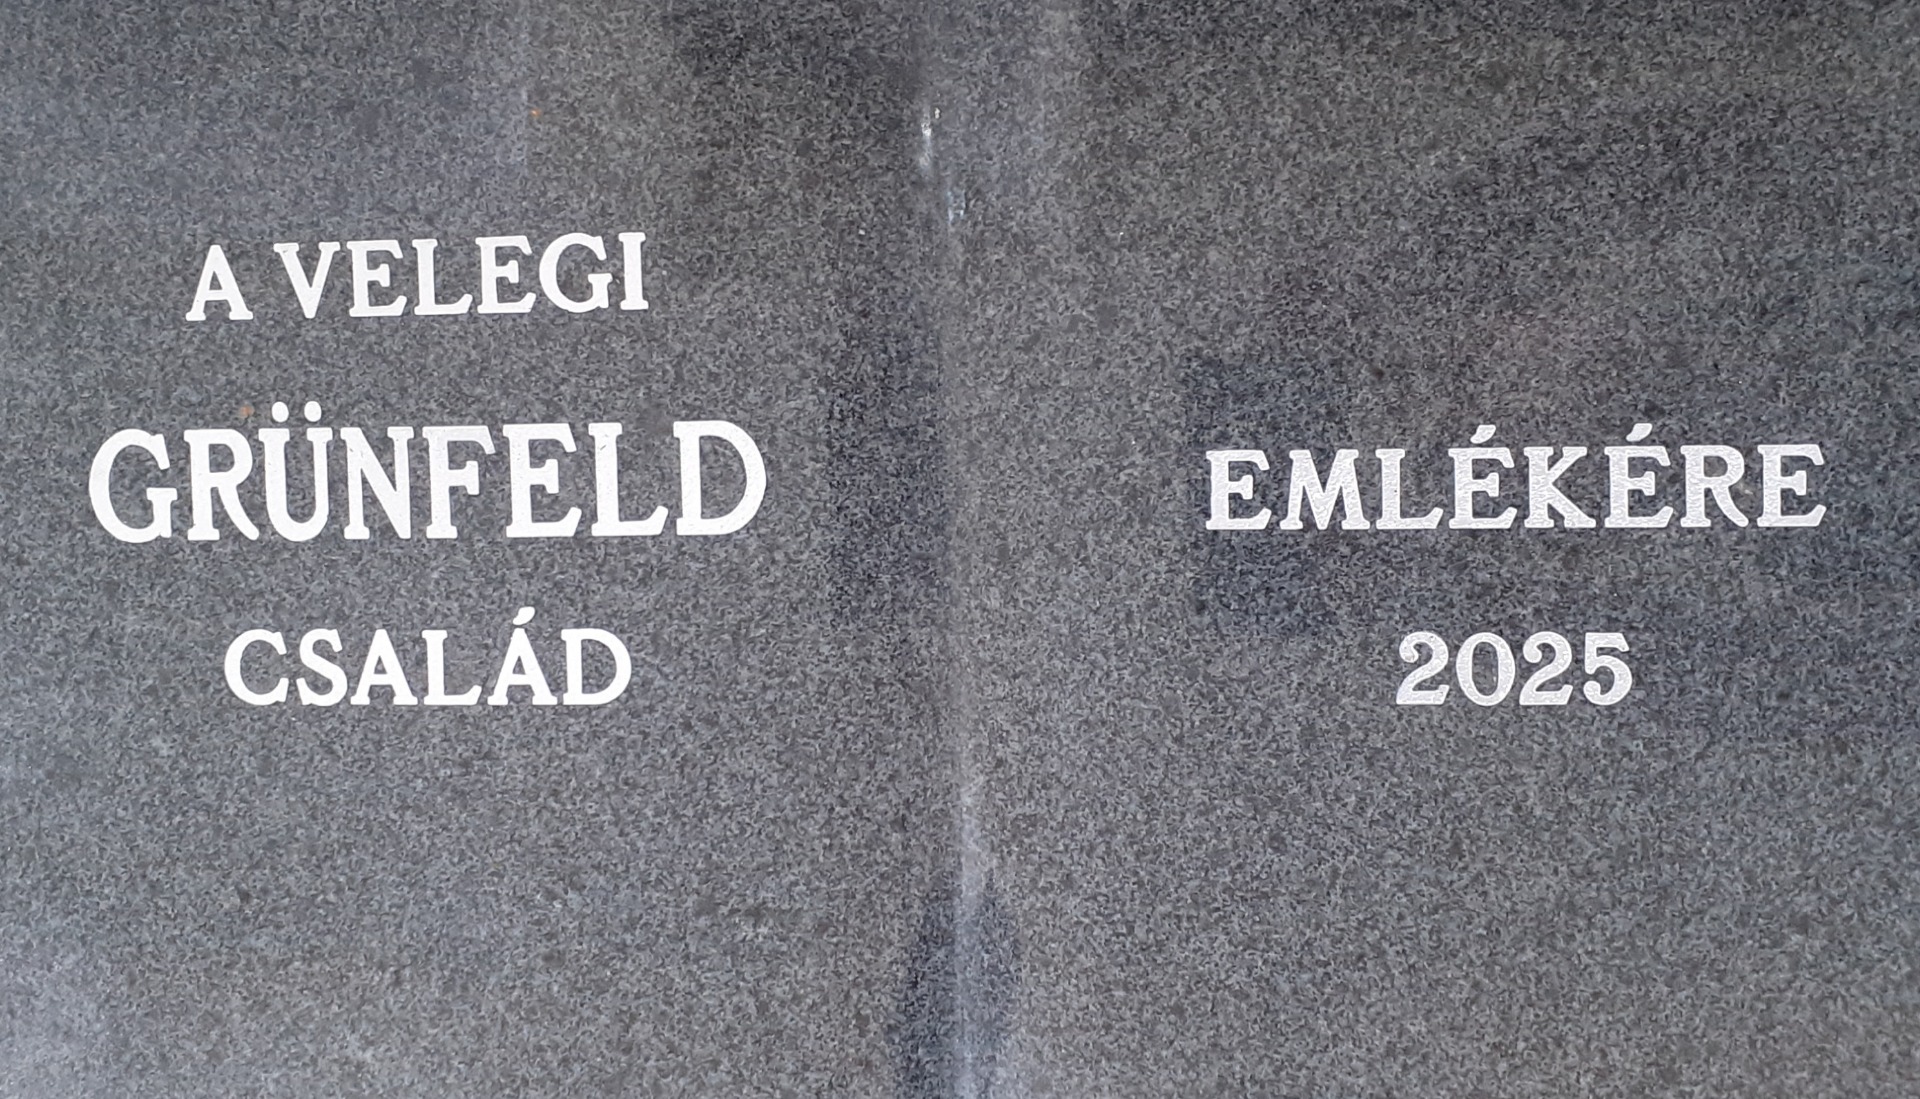 A VELEGI
GRÜNFELD
CSALÁD
EMLÉKÉRE
2025